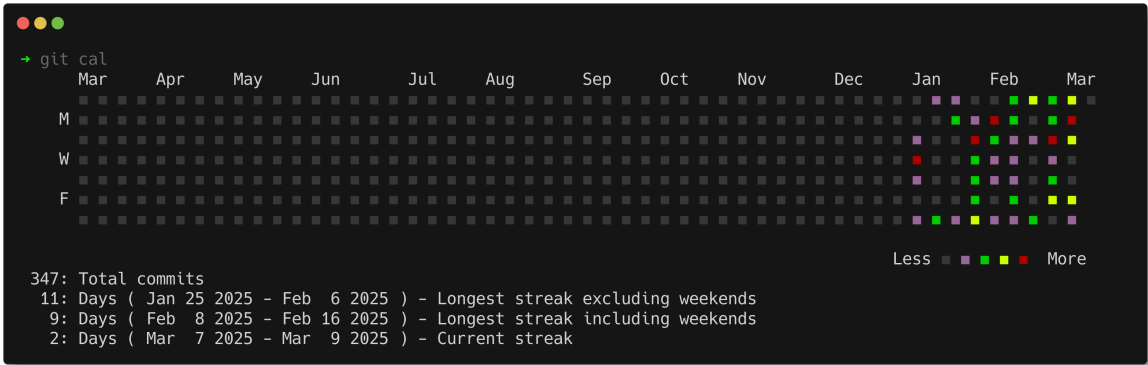 → git cal
Mar Apr May Jun Jul Aug Sep Oct Nov Dec Jan Feb Mar
M
W
F
Less More
347: Total commits
11: Days ( Jan 25 2025 - Feb 6 2025 ) - Longest streak excluding weekends
9: Days ( Feb 8 2025 - Feb 16 2025 ) - Longest streak including weekends
2: Days ( Mar 7 2025 - Mar 9 2025 ) - Current streak